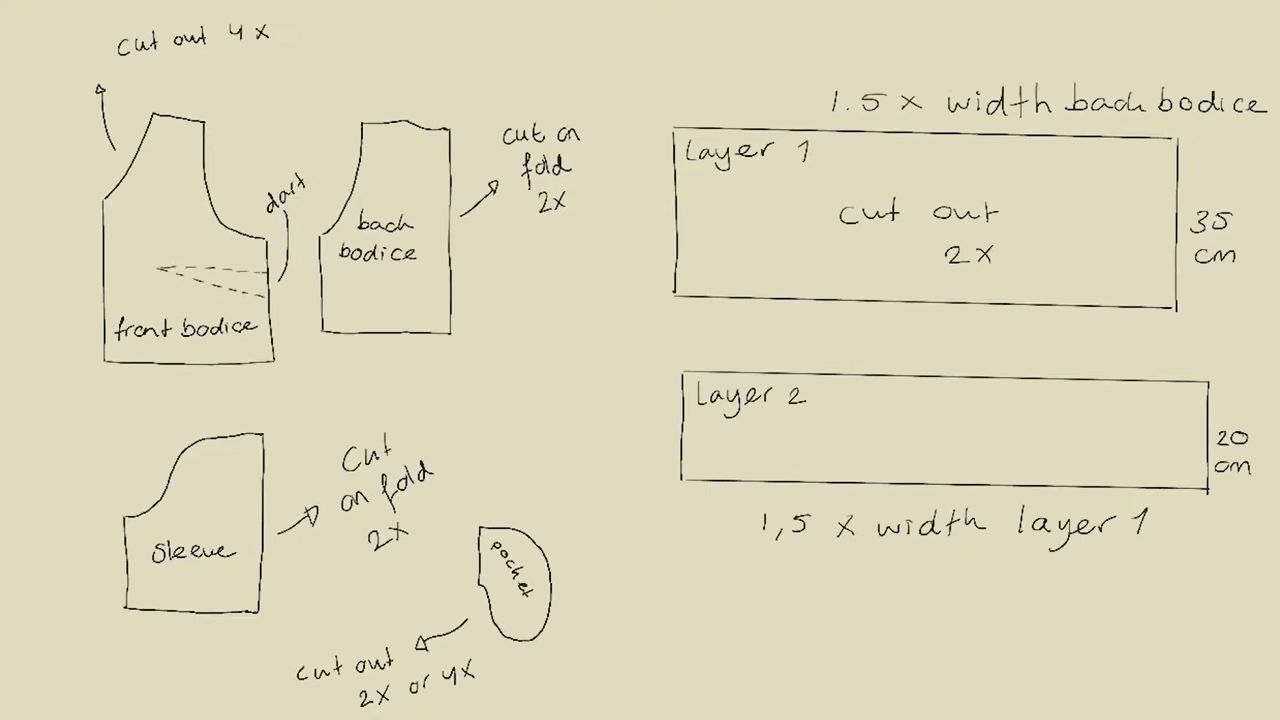 cut out 4x
dart
front bodice
back
bodice
cut on
fold
2x
sleeve
cut
on fold
2x
pocket
cut out
2x or 4x
1.5 x width back bodice
Layer 1
cut out
2x
35
cm
Layer 2
20
cm
1,5 x width layer 1